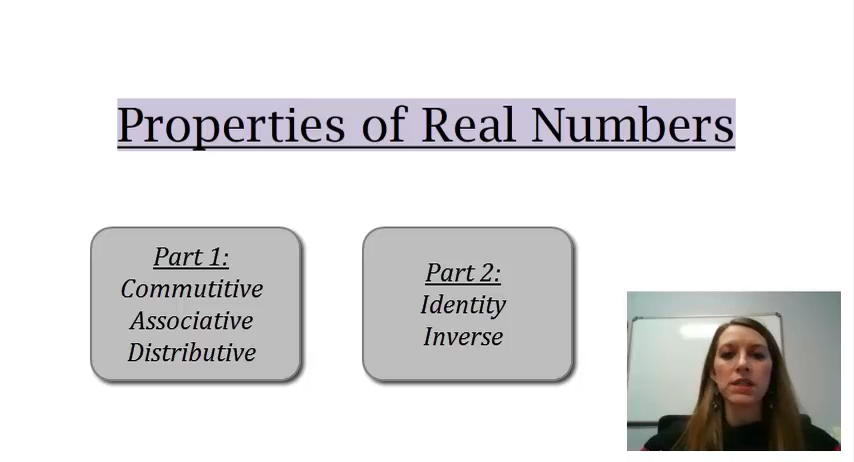 Properties of Real Numbers
Part 1:
Commutitive
Associative
Distributive
Part 2:
Identity
Inverse